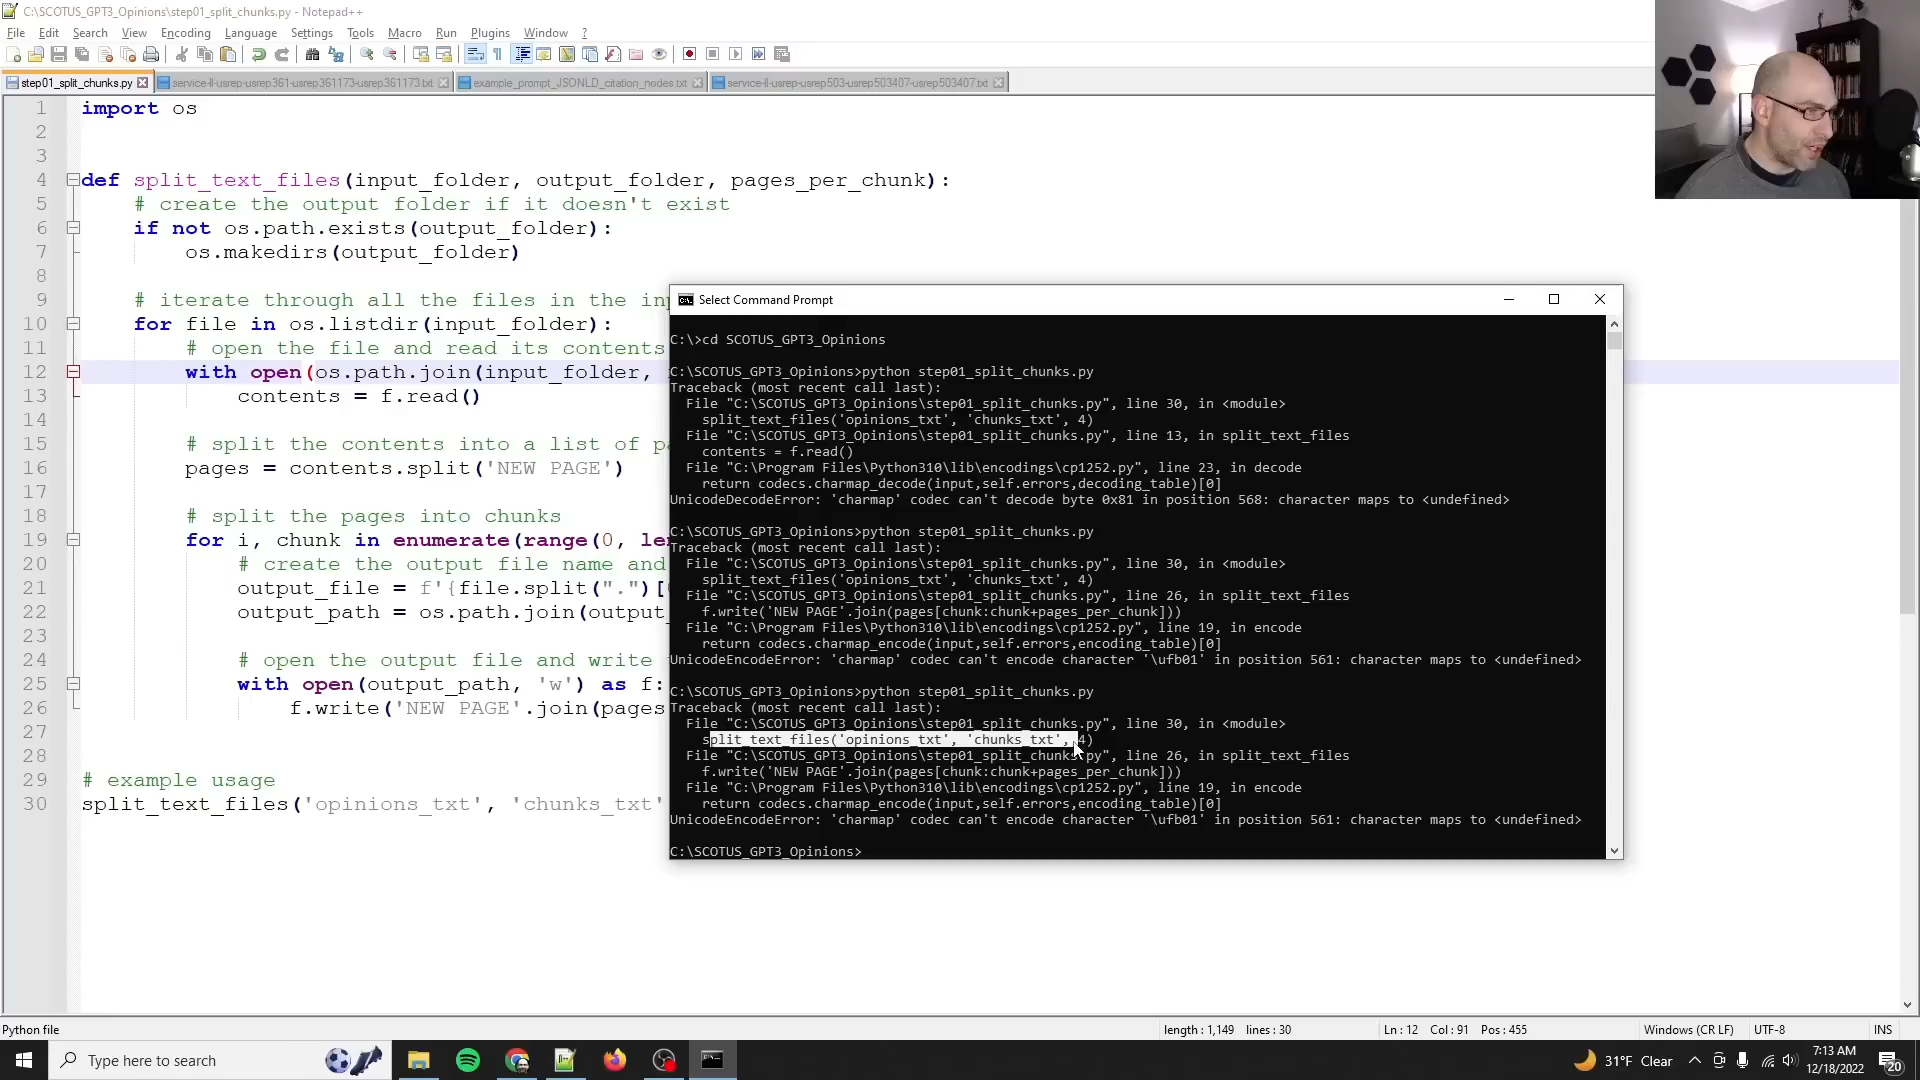 C:\SCOTUS_GPT3_Opinions\step01_split_chunks.py - Notepad++
File Edit Search View Encoding Language Settings Tools Macro Run Plugins Window ?
step01_split_chunks.py service-ll-usrep-usrep361-usrep361173-usrep361173.txt example_prompt_JSONLD_citation_nodes.txt service-ll-usrep-usrep503-usrep503407-usrep503407.txt
1 import os
2
3
4 def split_text_files(input_folder, output_folder, pages_per_chunk):
5 # create the output folder if it doesn't exist
6 if not os.path.exists(output_folder):
7 os.makedirs(output_folder)
8
9 # iterate through all the files in the in
10 for file in os.listdir(input_folder):
11 # open the file and read its contents
12 with open(os.path.join(input_folder,
13 contents = f.read()
14
15 # split the contents into a list of p
16 pages = contents.split('NEW PAGE')
17
18 # split the pages into chunks
19 for i, chunk in enumerate(range(0, le
20 # create the output file name and
21 output_file = f'{file.split(".")[
22 output_path = os.path.join(output
23
24 # open the output file and write
25 with open(output_path, 'w') as f:
26 f.write('NEW PAGE'.join(pages
27
28
29 # example usage
30 split_text_files('opinions_txt', 'chunks_txt'
Select Command Prompt
C:\>cd SCOTUS_GPT3_Opinions
C:\SCOTUS_GPT3_Opinions>python step01_split_chunks.py
Traceback (most recent call last):
File "C:\SCOTUS_GPT3_Opinions\step01_split_chunks.py", line 30, in <module>
split_text_files('opinions_txt', 'chunks_txt', 4)
File "C:\SCOTUS_GPT3_Opinions\step01_split_chunks.py", line 13, in split_text_files
contents = f.read()
File "C:\Program Files\Python310\lib\encodings\cp1252.py", line 23, in decode
return codecs.charmap_decode(input,self.errors,decoding_table)[0]
UnicodeDecodeError: 'charmap' codec can't decode byte 0x81 in position 568: character maps to <undefined>
C:\SCOTUS_GPT3_Opinions>python step01_split_chunks.py
Traceback (most recent call last):
File "C:\SCOTUS_GPT3_Opinions\step01_split_chunks.py", line 30, in <module>
split_text_files('opinions_txt', 'chunks_txt', 4)
File "C:\SCOTUS_GPT3_Opinions\step01_split_chunks.py", line 26, in split_text_files
f.write('NEW PAGE'.join(pages[chunk:chunk+pages_per_chunk]))
File "C:\Program Files\Python310\lib\encodings\cp1252.py", line 19, in encode
return codecs.charmap_encode(input,self.errors,encoding_table)[0]
UnicodeEncodeError: 'charmap' codec can't encode character '\ufb01' in position 561: character maps to <undefined>
C:\SCOTUS_GPT3_Opinions>python step01_split_chunks.py
Traceback (most recent call last):
File "C:\SCOTUS_GPT3_Opinions\step01_split_chunks.py", line 30, in <module>
split_text_files('opinions_txt', 'chunks_txt', 4)
File "C:\SCOTUS_GPT3_Opinions\step01_split_chunks.py", line 26, in split_text_files
f.write('NEW PAGE'.join(pages[chunk:chunk+pages_per_chunk]))
File "C:\Program Files\Python310\lib\encodings\cp1252.py", line 19, in encode
return codecs.charmap_encode(input,self.errors,encoding_table)[0]
UnicodeEncodeError: 'charmap' codec can't encode character '\ufb01' in position 561: character maps to <undefined>
C:\SCOTUS_GPT3_Opinions>
Python file length : 1,149 lines : 30 Ln : 12 Col : 91 Pos : 455 Windows (CR LF) UTF-8 INS
Type here to search 31°F Clear 7:13 AM
12/18/2022 20